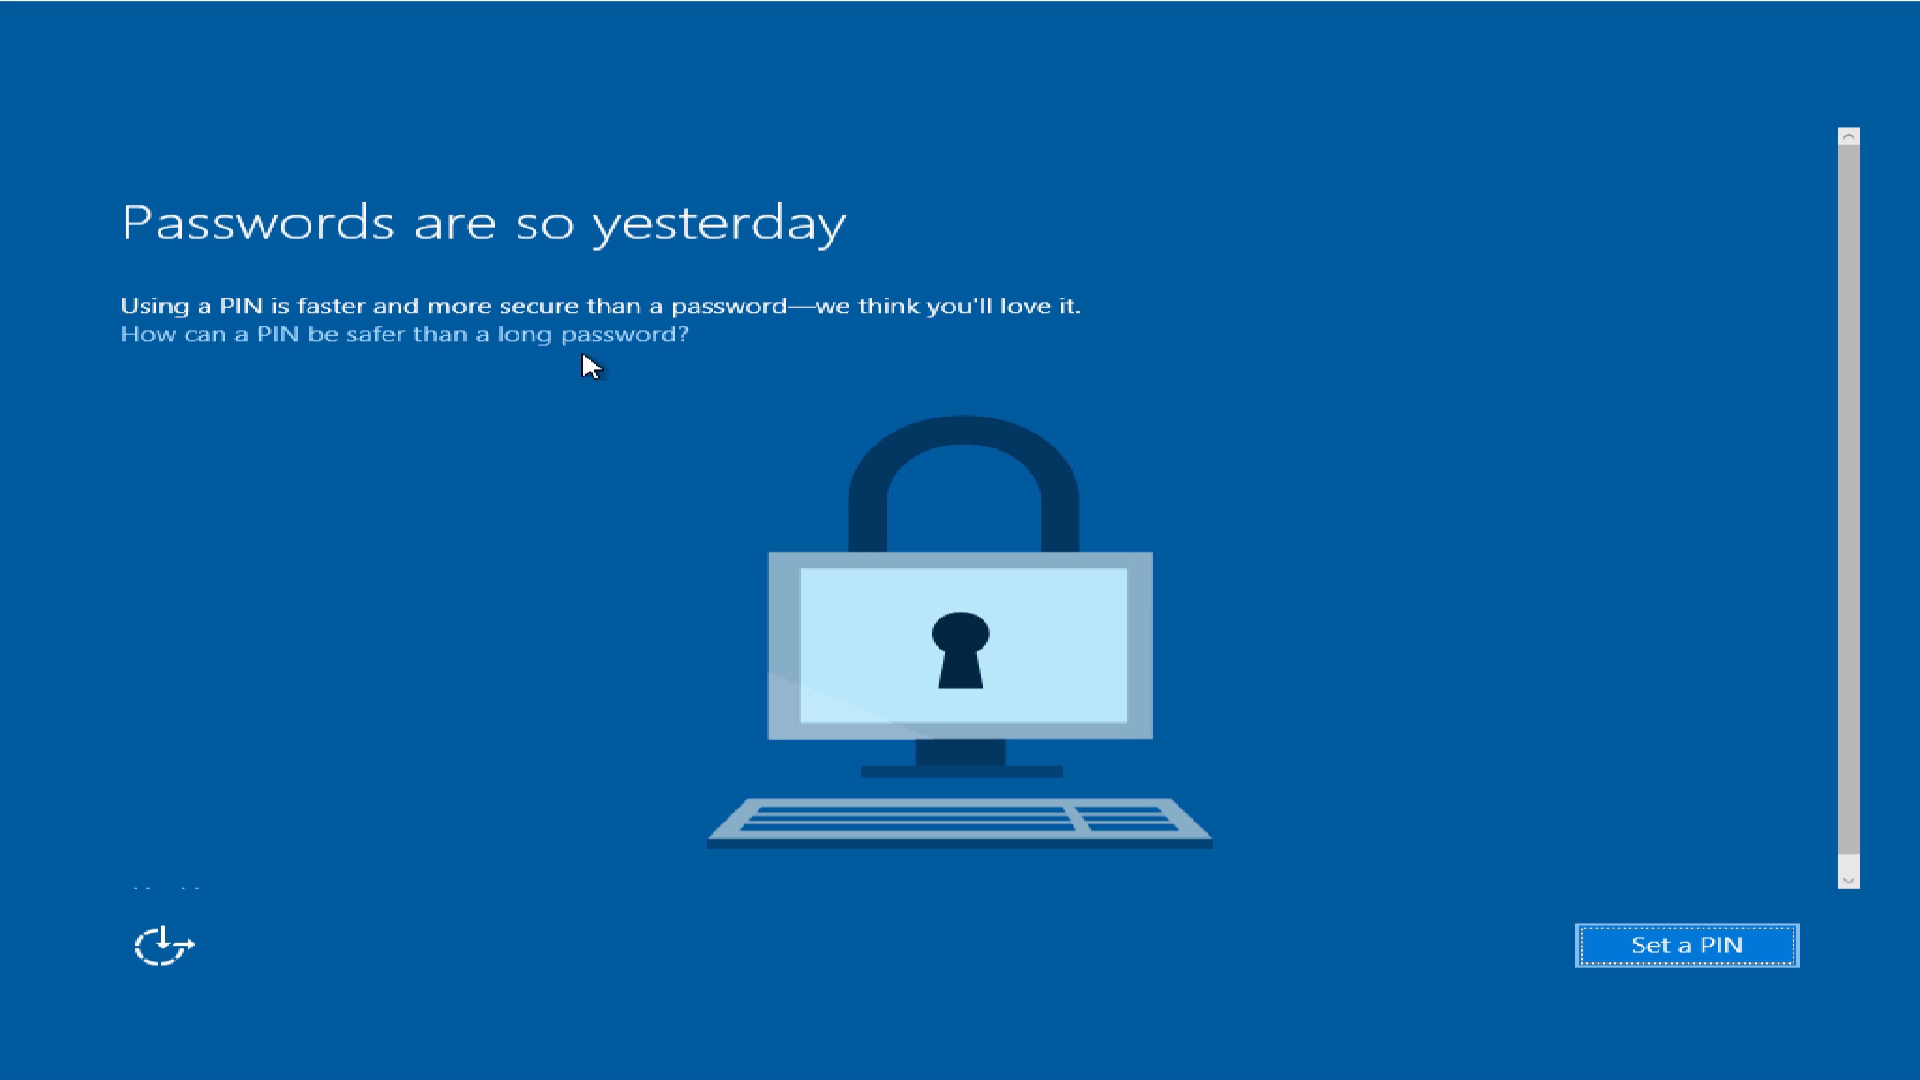 Passwords are so yesterday
Using a PIN is faster and more secure than a password—we think you'll love it.
How can a PIN be safer than a long password?
Set a PIN